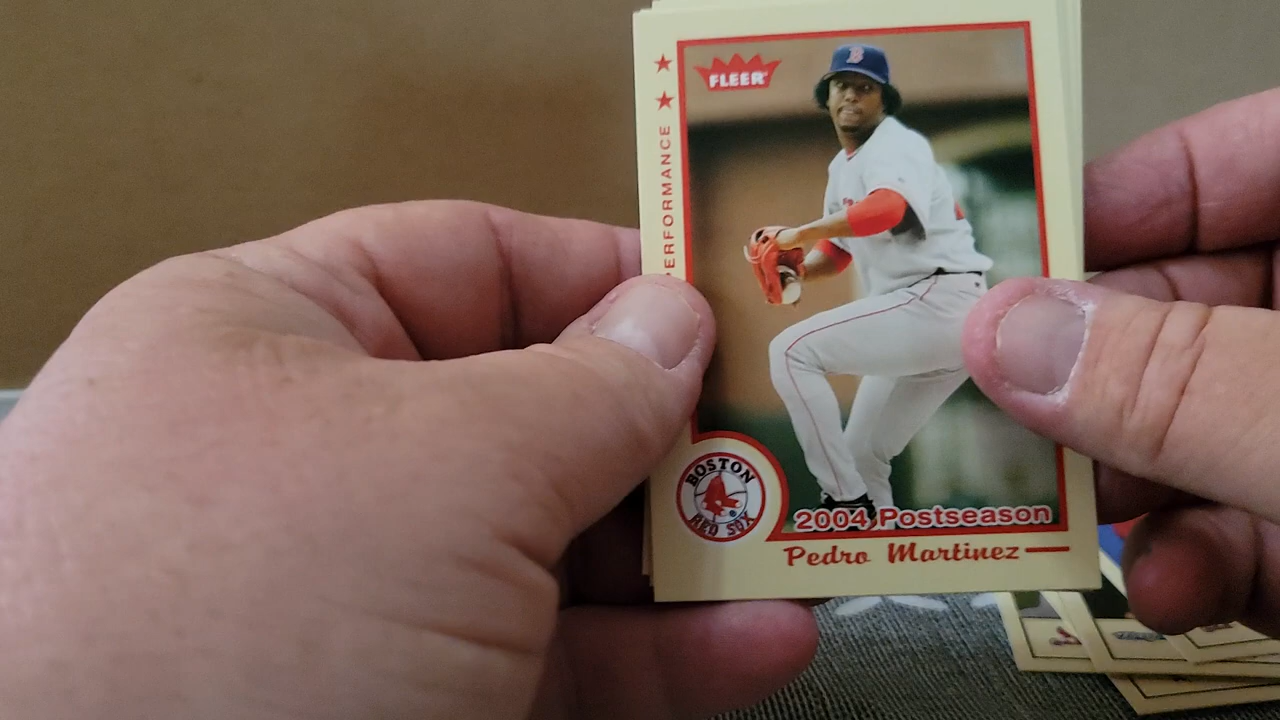 FLEER
PERFORMANCE
B
BOSTON
RED SOX
2004 Postseason
Pedro Martinez